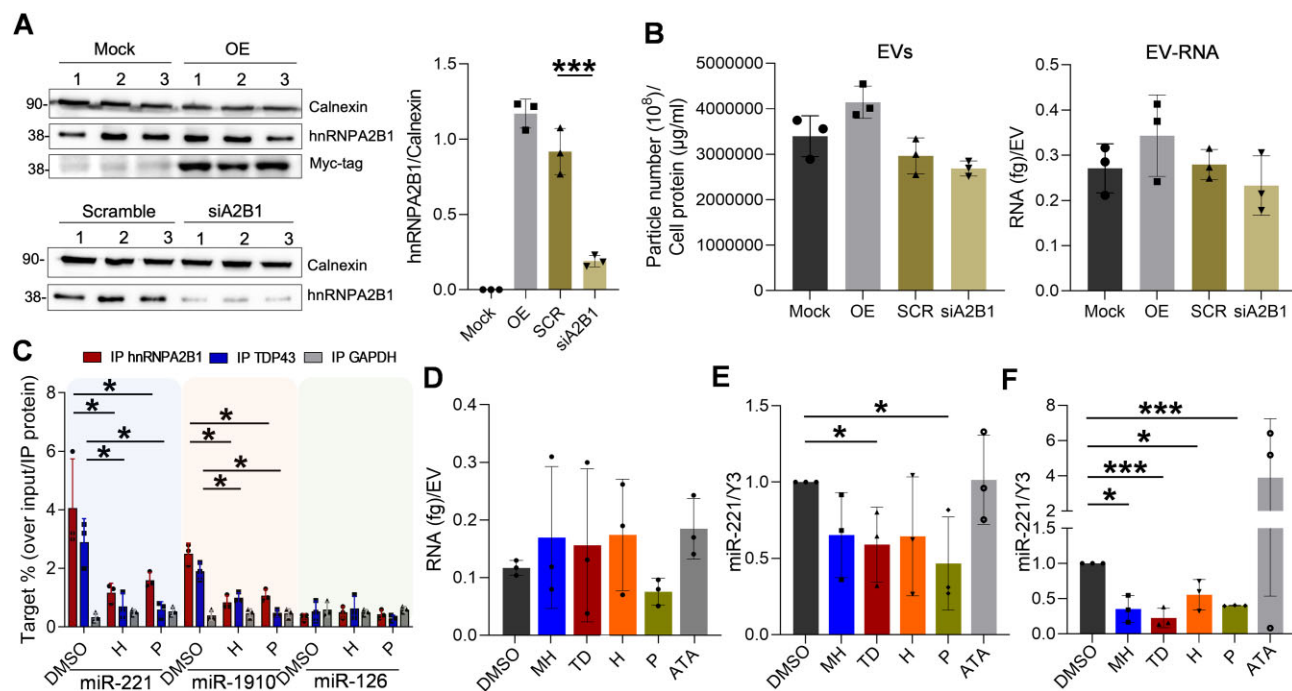 A
Mock OE
1 2 3 1 2 3
90- Calnexin
38- hnRNPA2B1
38- Myc-tag
Scramble siA2B1
1 2 3 1 2 3
90- Calnexin
38- hnRNPA2B1
hnRNPA2B1/Calnexin
1.5
1.0
0.5
0.0
***
Mock OE SCR siA2B1
B
EVs
Particle number (10⁸)/
Cell protein (µg/ml)
5000000
4000000
3000000
2000000
1000000
0
Mock OE SCR siA2B1
EV-RNA
RNA (fg)/EV
0.5
0.4
0.3
0.2
0.1
0.0
Mock OE SCR siA2B1
C
IP hnRNPA2B1 IP TDP43 IP GAPDH
Target % (over input/IP protein)
8
6
4
2
0
* * * *
* * * *
DMSO H P DMSO H P DMSO H P
miR-221 miR-1910 miR-126
D
RNA (fg)/EV
0.4
0.3
0.2
0.1
0.0
DMSO MH TD H P ATA
E
miR-221/Y3
1.5
1.0
0.5
0.0
*
*
DMSO MH TD H P ATA
F
miR-221/Y3
8
6
4
2
1.0
0.5
0.0
***
*
***
*
DMSO MH TD H P ATA